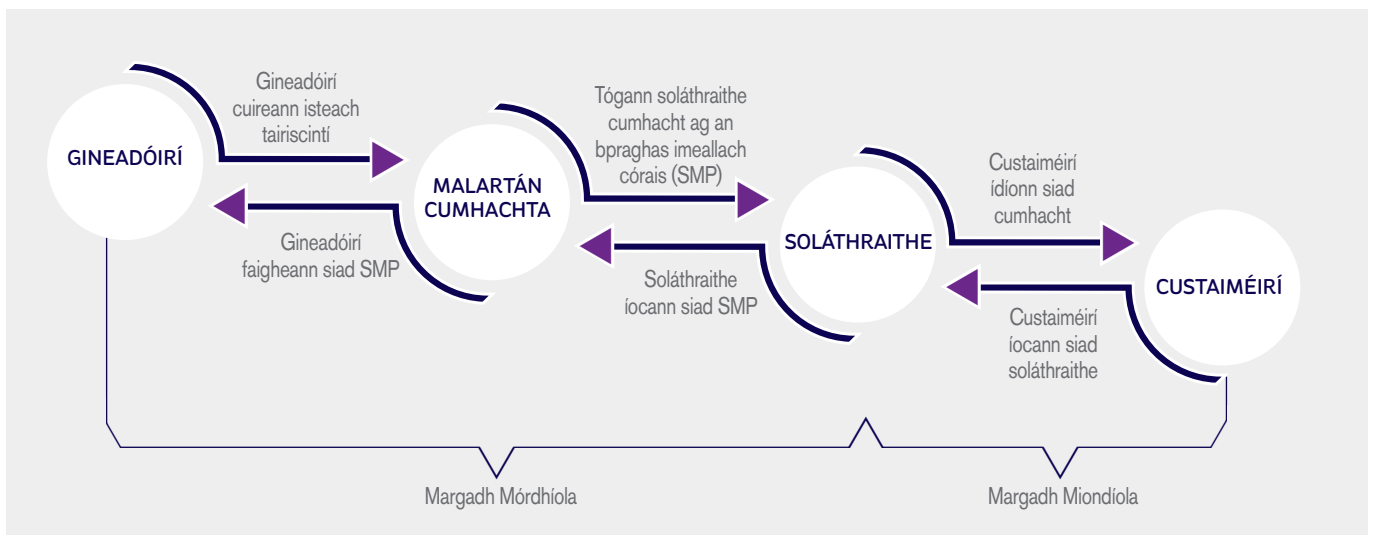 GINEADÓIRÍ
Gineadóirí
cuireann isteach
tairiscintí
Gineadóirí
faigheann siad SMP
MALARTÁN
CUMHACHTA
Tógann soláthraithe
cumhacht ag an
bpraghas imeallach
córais (SMP)
Soláthraithe
íocann siad SMP
SOLÁTHRAITHE
Custaiméirí
ídíonn siad
cumhacht
Custaiméirí
íocann siad
soláthraithe
CUSTAIMÉIRÍ
Margadh Mórdhíola
Margadh Miondíola